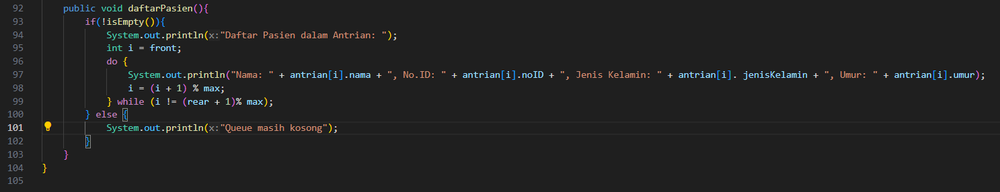 92 public void daftarPasien(){
93 if(!isEmpty()){
94 System.out.println(x:"Daftar Pasien dalam Antrian: ");
95 int i = front;
96 do {
97 System.out.println("Nama: " + antrian[i].nama + ", No.ID: " + antrian[i].noID + ", Jenis Kelamin: " + antrian[i]. jenisKelamin + ", Umur: " + antrian[i].umur);
98 i = (i + 1) % max;
99 } while (i != (rear + 1)% max);
100 } else {
101 System.out.println(x:"Queue masih kosong");
102 }
103 }
104 }
105